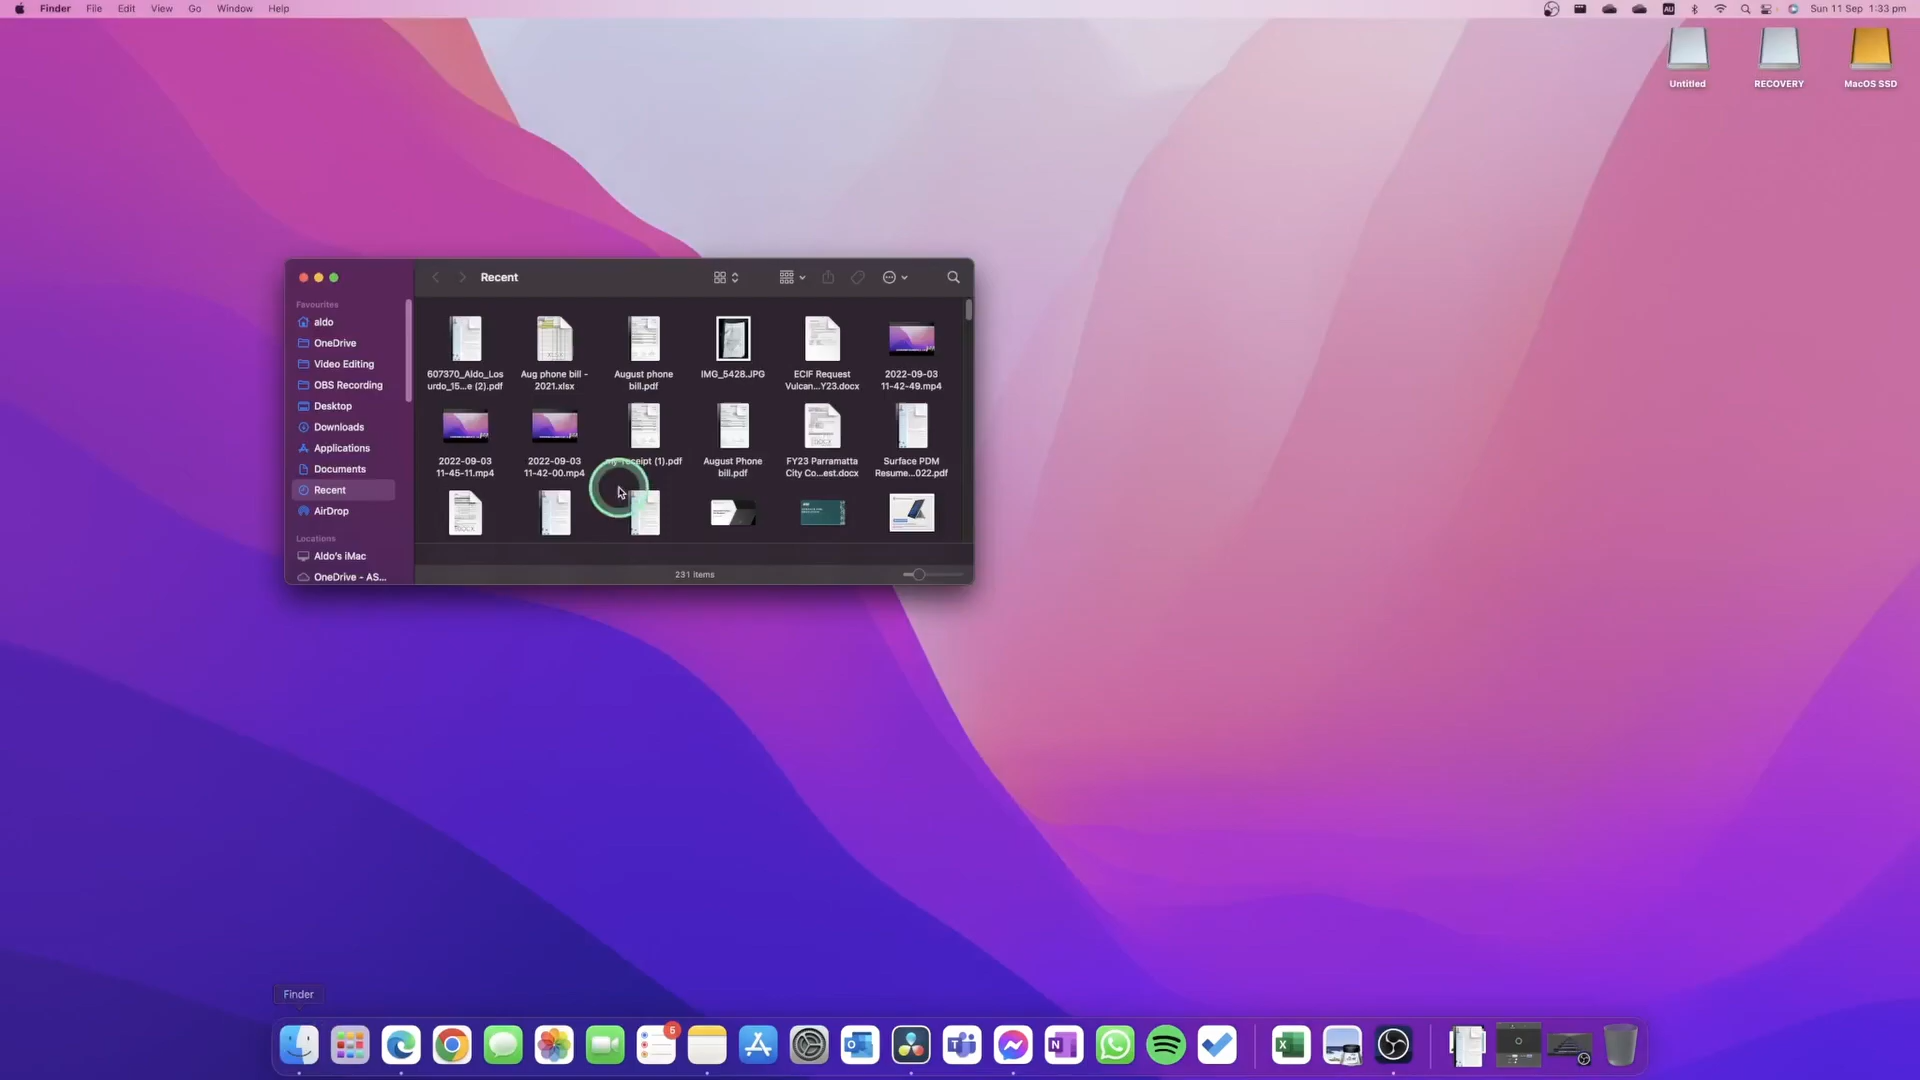 Finder File Edit View Go Window Help
AU
Sun 11 Sep 1:33 pm
Untitled
RECOVERY
MacOS SSD
Recent
Favourites
aldo
OneDrive
Video Editing
OBS Recording
Desktop
Downloads
Applications
Documents
Recent
AirDrop
Locations
Aldo's iMac
OneDrive - AS...
607370_Aldo_Los
urdo_15...e (2).pdf
Aug phone bill -
2021.xlsx
August phone
bill.pdf
IMG_5428.JPG
ECIF Request
Vulcan...Y23.docx
2022-09-03
11-42-49.mp4
2022-09-03
11-45-11.mp4
2022-09-03
11-42-00.mp4
my-receipt (1).pdf
August Phone
bill.pdf
DOCX
FY23 Parramatta
City Co...est.docx
Surface PDM
Resume...022.pdf
DOCX
231 items
Finder
5